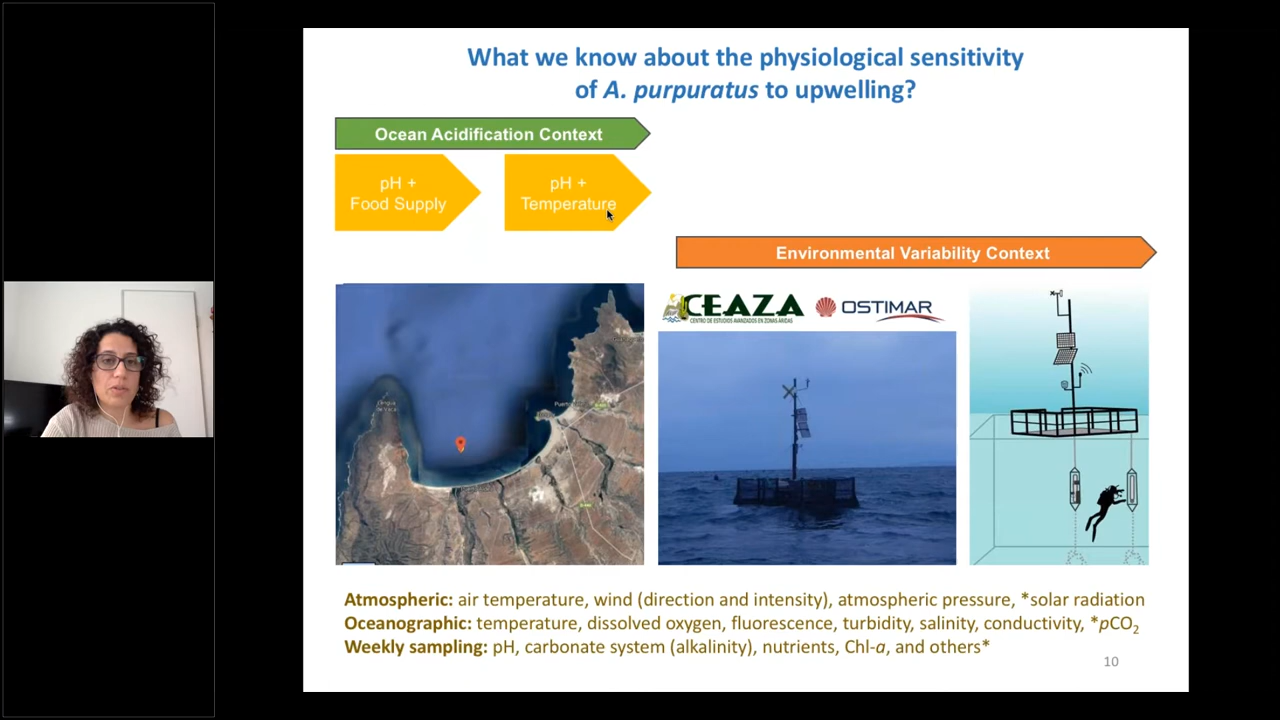 What we know about the physiological sensitivity
of A. purpuratus to upwelling?
Ocean Acidification Context
pH +
Food Supply
pH +
Temperature
Environmental Variability Context
CEAZA
CENTRO DE ESTUDIOS AVANZADOS EN ZONAS ARIDAS
OSTIMAR
Atmospheric: air temperature, wind (direction and intensity), atmospheric pressure, *solar radiation
Oceanographic: temperature, dissolved oxygen, fluorescence, turbidity, salinity, conductivity, *pCO₂
Weekly sampling: pH, carbonate system (alkalinity), nutrients, Chl-a, and others*
10